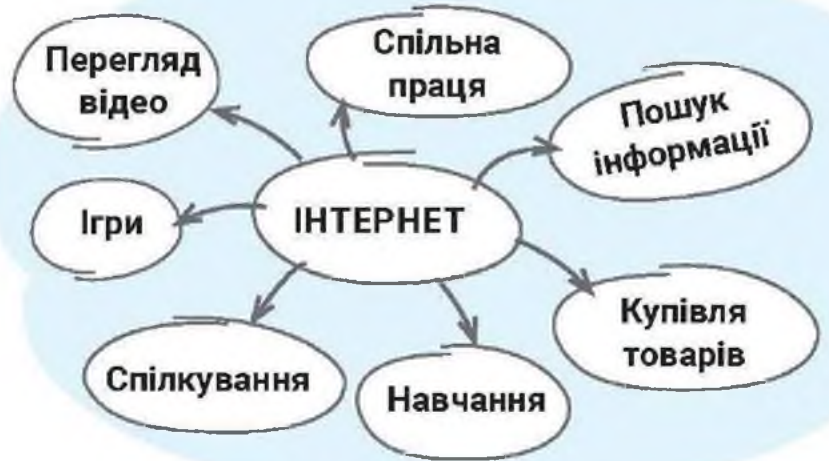 Перегляд
відео
Спільна
праця
Пошук
інформації
Ігри
ІНТЕРНЕТ
Купівля
товарів
Спілкування
Навчання